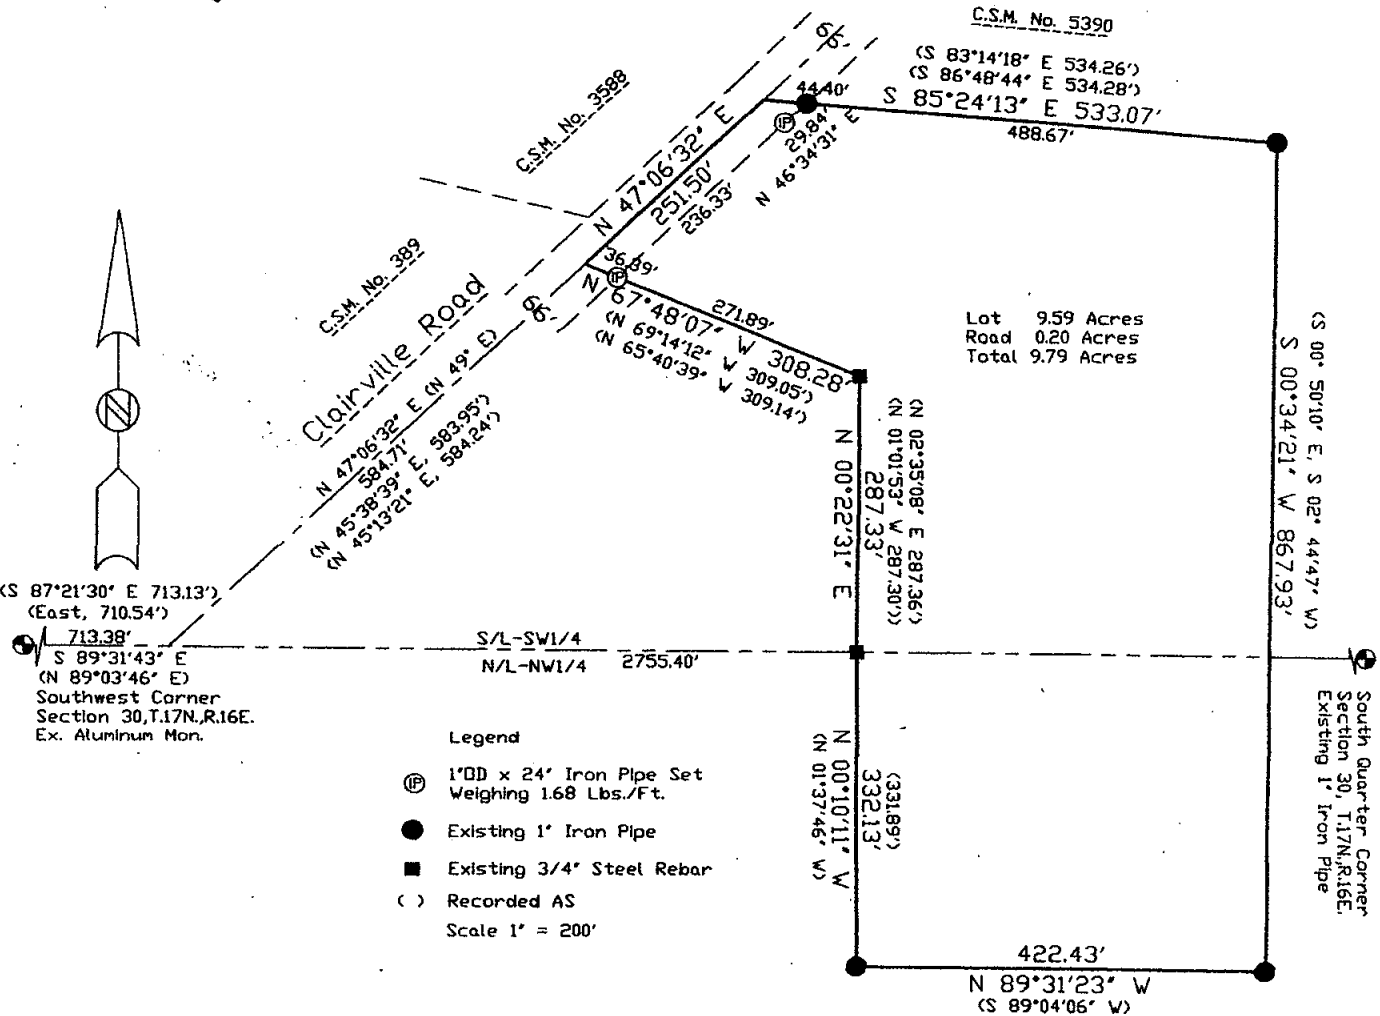 C.S.M. No. 5390
(S 83°14'18" E 534.26')
(S 86°48'44" E 534.28')
S 85°24'13" E 533.07'
44.40'
488.67'
66'
C.S.M. No. 3588
N 47°06'32" E
251.50'
236.33'
29.84'
N 46°34'31" E
C.S.M. No. 389
Clairville Road
66'
36.39'
271.89'
N 67°48'07" W 308.28'
(N 69°14'12" W 309.05')
(N 65°40'39" W 309.14')
Lot 9.59 Acres
Road 0.20 Acres
Total 9.79 Acres
N 47°06'32" E (N 49° E)
584.71'
(N 45°38'39" E, 583.95')
(N 45°13'21" E, 584.24')
(N 02°35'08" E 287.36')
(N 01°01'53" W 287.30')
287.33'
N 00°22'31" E
(S 00° 50'10" E, S 02° 44'47" W)
S 00°34'21" W 867.93'
N
(S 87°21'30" E 713.13')
(East, 710.54')
713.38'
S 89°31'43" E
(N 89°03'46" E)
Southwest Corner
Section 30,T.17N.,R.16E.
Ex. Aluminum Mon.
S/L-SW1/4
N/L-NW1/4 2755.40'
South Quarter Corner
Section 30, T.17N.,R.16E.
Existing 1" Iron Pipe
Legend
IP 1"OD x 24" Iron Pipe Set
Weighing 1.68 Lbs./Ft.
Existing 1" Iron Pipe
Existing 3/4" Steel Rebar
( ) Recorded AS
Scale 1" = 200'
(331.89')
332.13'
N 00°10'11" W
(N 01°37'46" W)
422.43'
N 89°31'23" W
(S 89°04'06" W)
IP
IP